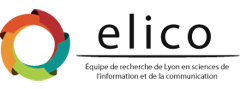 elico
Équipe de recherche de Lyon en sciences de
l'information et de la communication